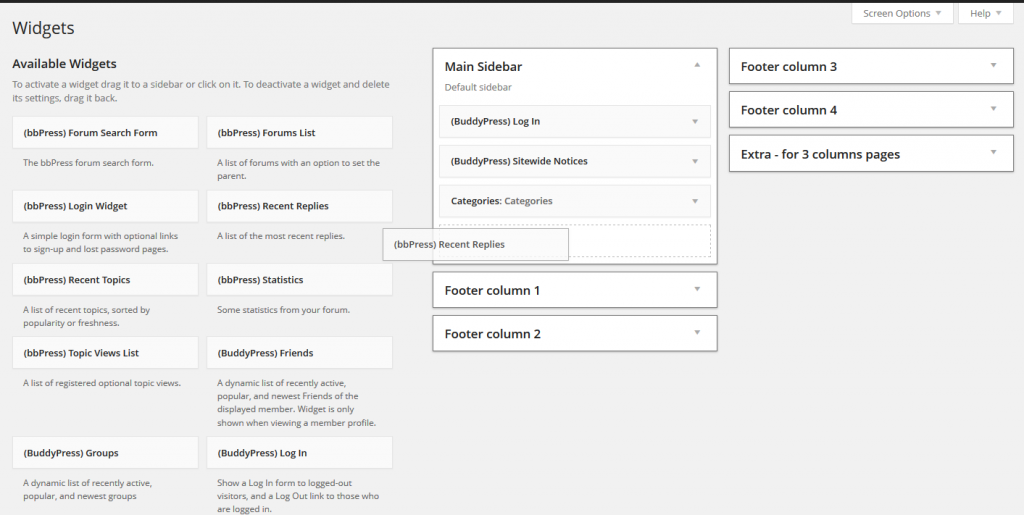 Screen Options
Help
Widgets
Available Widgets
To activate a widget drag it to a sidebar or click on it. To deactivate a widget and delete
its settings, drag it back.
(bbPress) Forum Search Form
The bbPress forum search form.
(bbPress) Forums List
A list of forums with an option to set the
parent.
(bbPress) Login Widget
A simple login form with optional links
to sign-up and lost password pages.
(bbPress) Recent Replies
A list of the most recent replies.
(bbPress) Recent Topics
A list of recent topics, sorted by
popularity or freshness.
(bbPress) Statistics
Some statistics from your forum.
(bbPress) Topic Views List
A list of registered optional topic views.
(BuddyPress) Friends
A dynamic list of recently active,
popular, and newest Friends of the
displayed member. Widget is only
shown when viewing a member profile.
(BuddyPress) Groups
A dynamic list of recently active,
popular, and newest groups
(BuddyPress) Log In
Show a Log In form to logged-out
visitors, and a Log Out link to those who
are logged in.
Main Sidebar
Default sidebar
(BuddyPress) Log In
(BuddyPress) Sitewide Notices
Categories: Categories
(bbPress) Recent Replies
Footer column 1
Footer column 2
Footer column 3
Footer column 4
Extra - for 3 columns pages